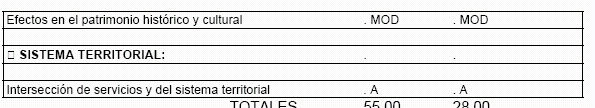 Efectos en el patrimonio histórico y cultural . MOD . MOD
□ SISTEMA TERRITORIAL: . .
Intersección de servicios y del sistema territorial . A . A
TOTALES 55,00 28,00